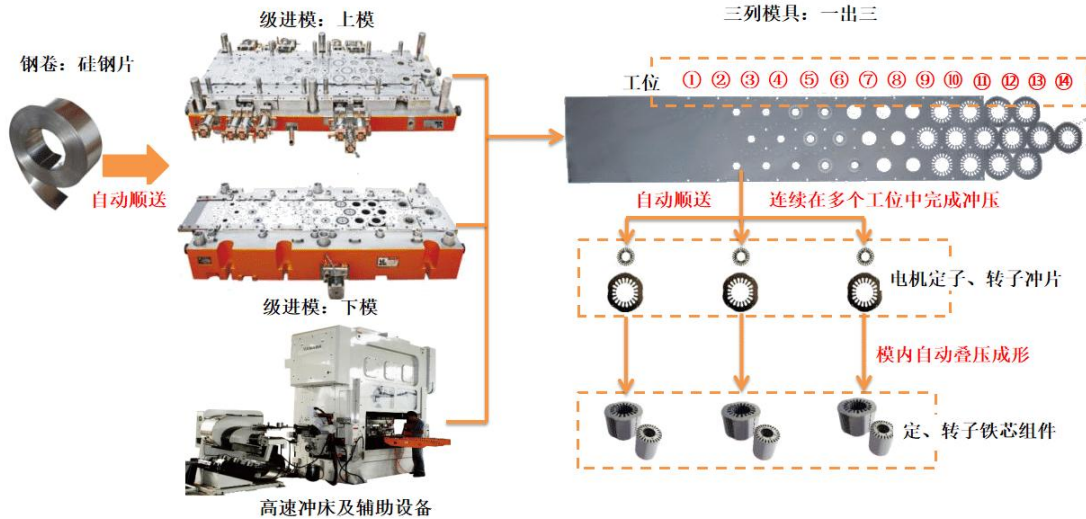 级进模：上模
三列模具：一出三
钢卷：硅钢片
工位 ① ② ③ ④ ⑤ ⑥ ⑦ ⑧ ⑨ ⑩ ⑪ ⑫ ⑬ ⑭
自动顺送
自动顺送
连续在多个工位中完成冲压
电机定子、转子冲片
级进模：下模
模内自动叠压成形
定、转子铁芯组件
高速冲床及辅助设备